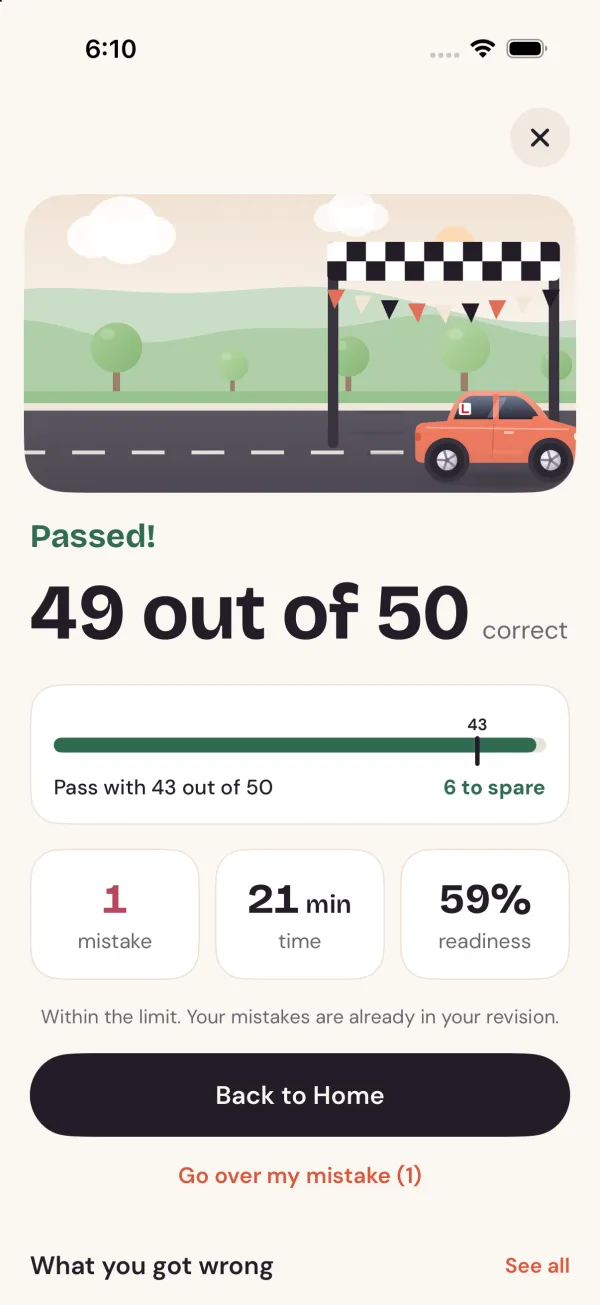 6:10
L
Passed!
49 out of 50 correct
43
Pass with 43 out of 50
6 to spare
1
mistake
21 min
time
59%
readiness
Within the limit. Your mistakes are already in your revision.
Back to Home
Go over my mistake (1)
What you got wrong
See all